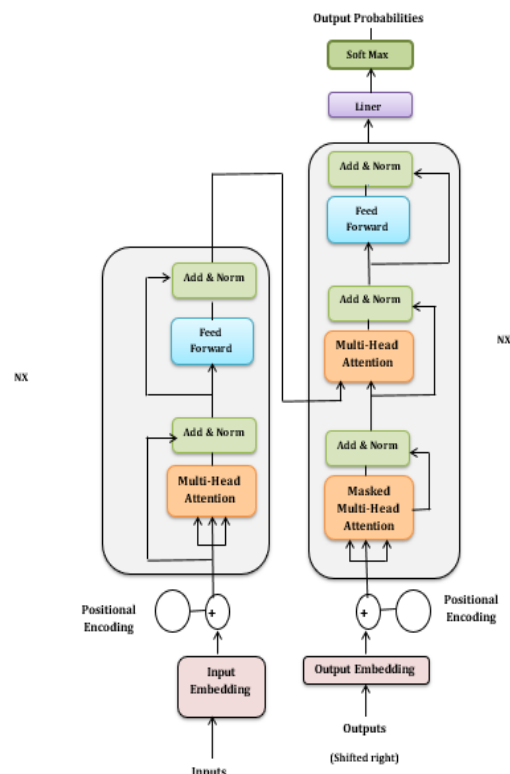 Output Probabilities
Soft Max
Liner
Add & Norm
Feed
Forward
Add & Norm
Multi-Head
Attention
Add & Norm
Masked
Multi-Head
Attention
NX
Add & Norm
Feed
Forward
Add & Norm
Multi-Head
Attention
NX
Positional
Encoding
+
+
Positional
Encoding
Input
Embedding
Output Embedding
Inputs
Outputs
(Shifted right)